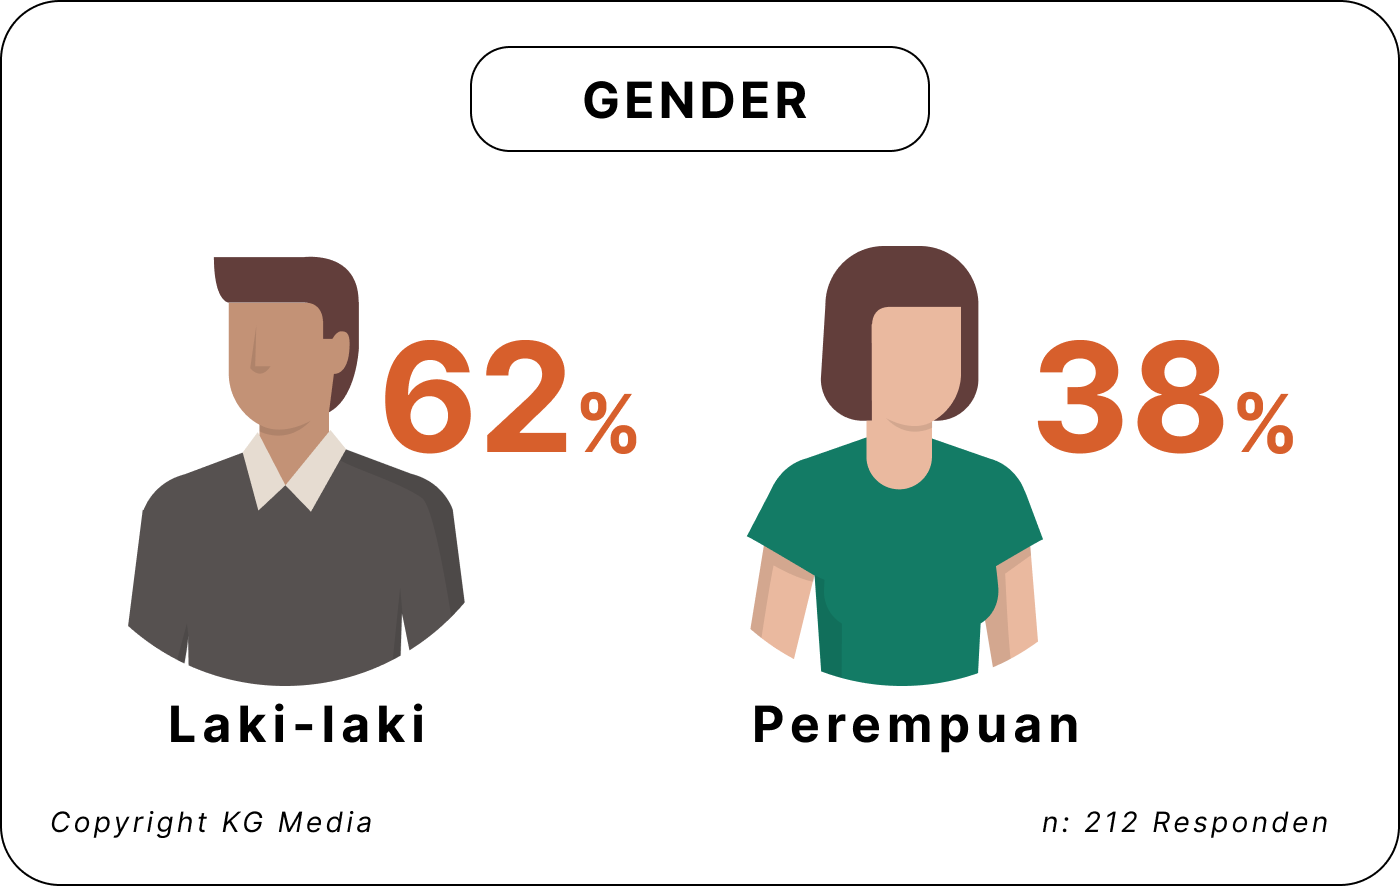 GENDER
62%
38%
Laki-laki
Perempuan
Copyright KG Media
n: 212 Responden